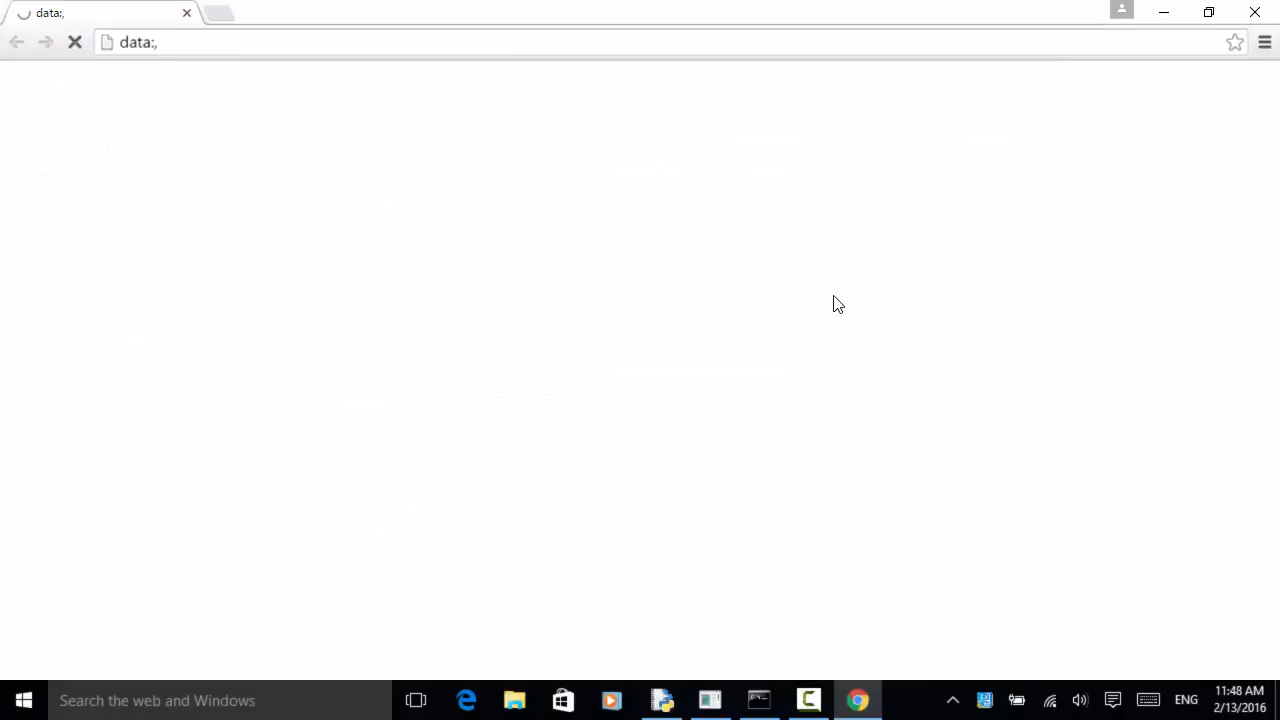 data:,
data:,
Search the web and Windows
ENG
11:48 AM
2/13/2016